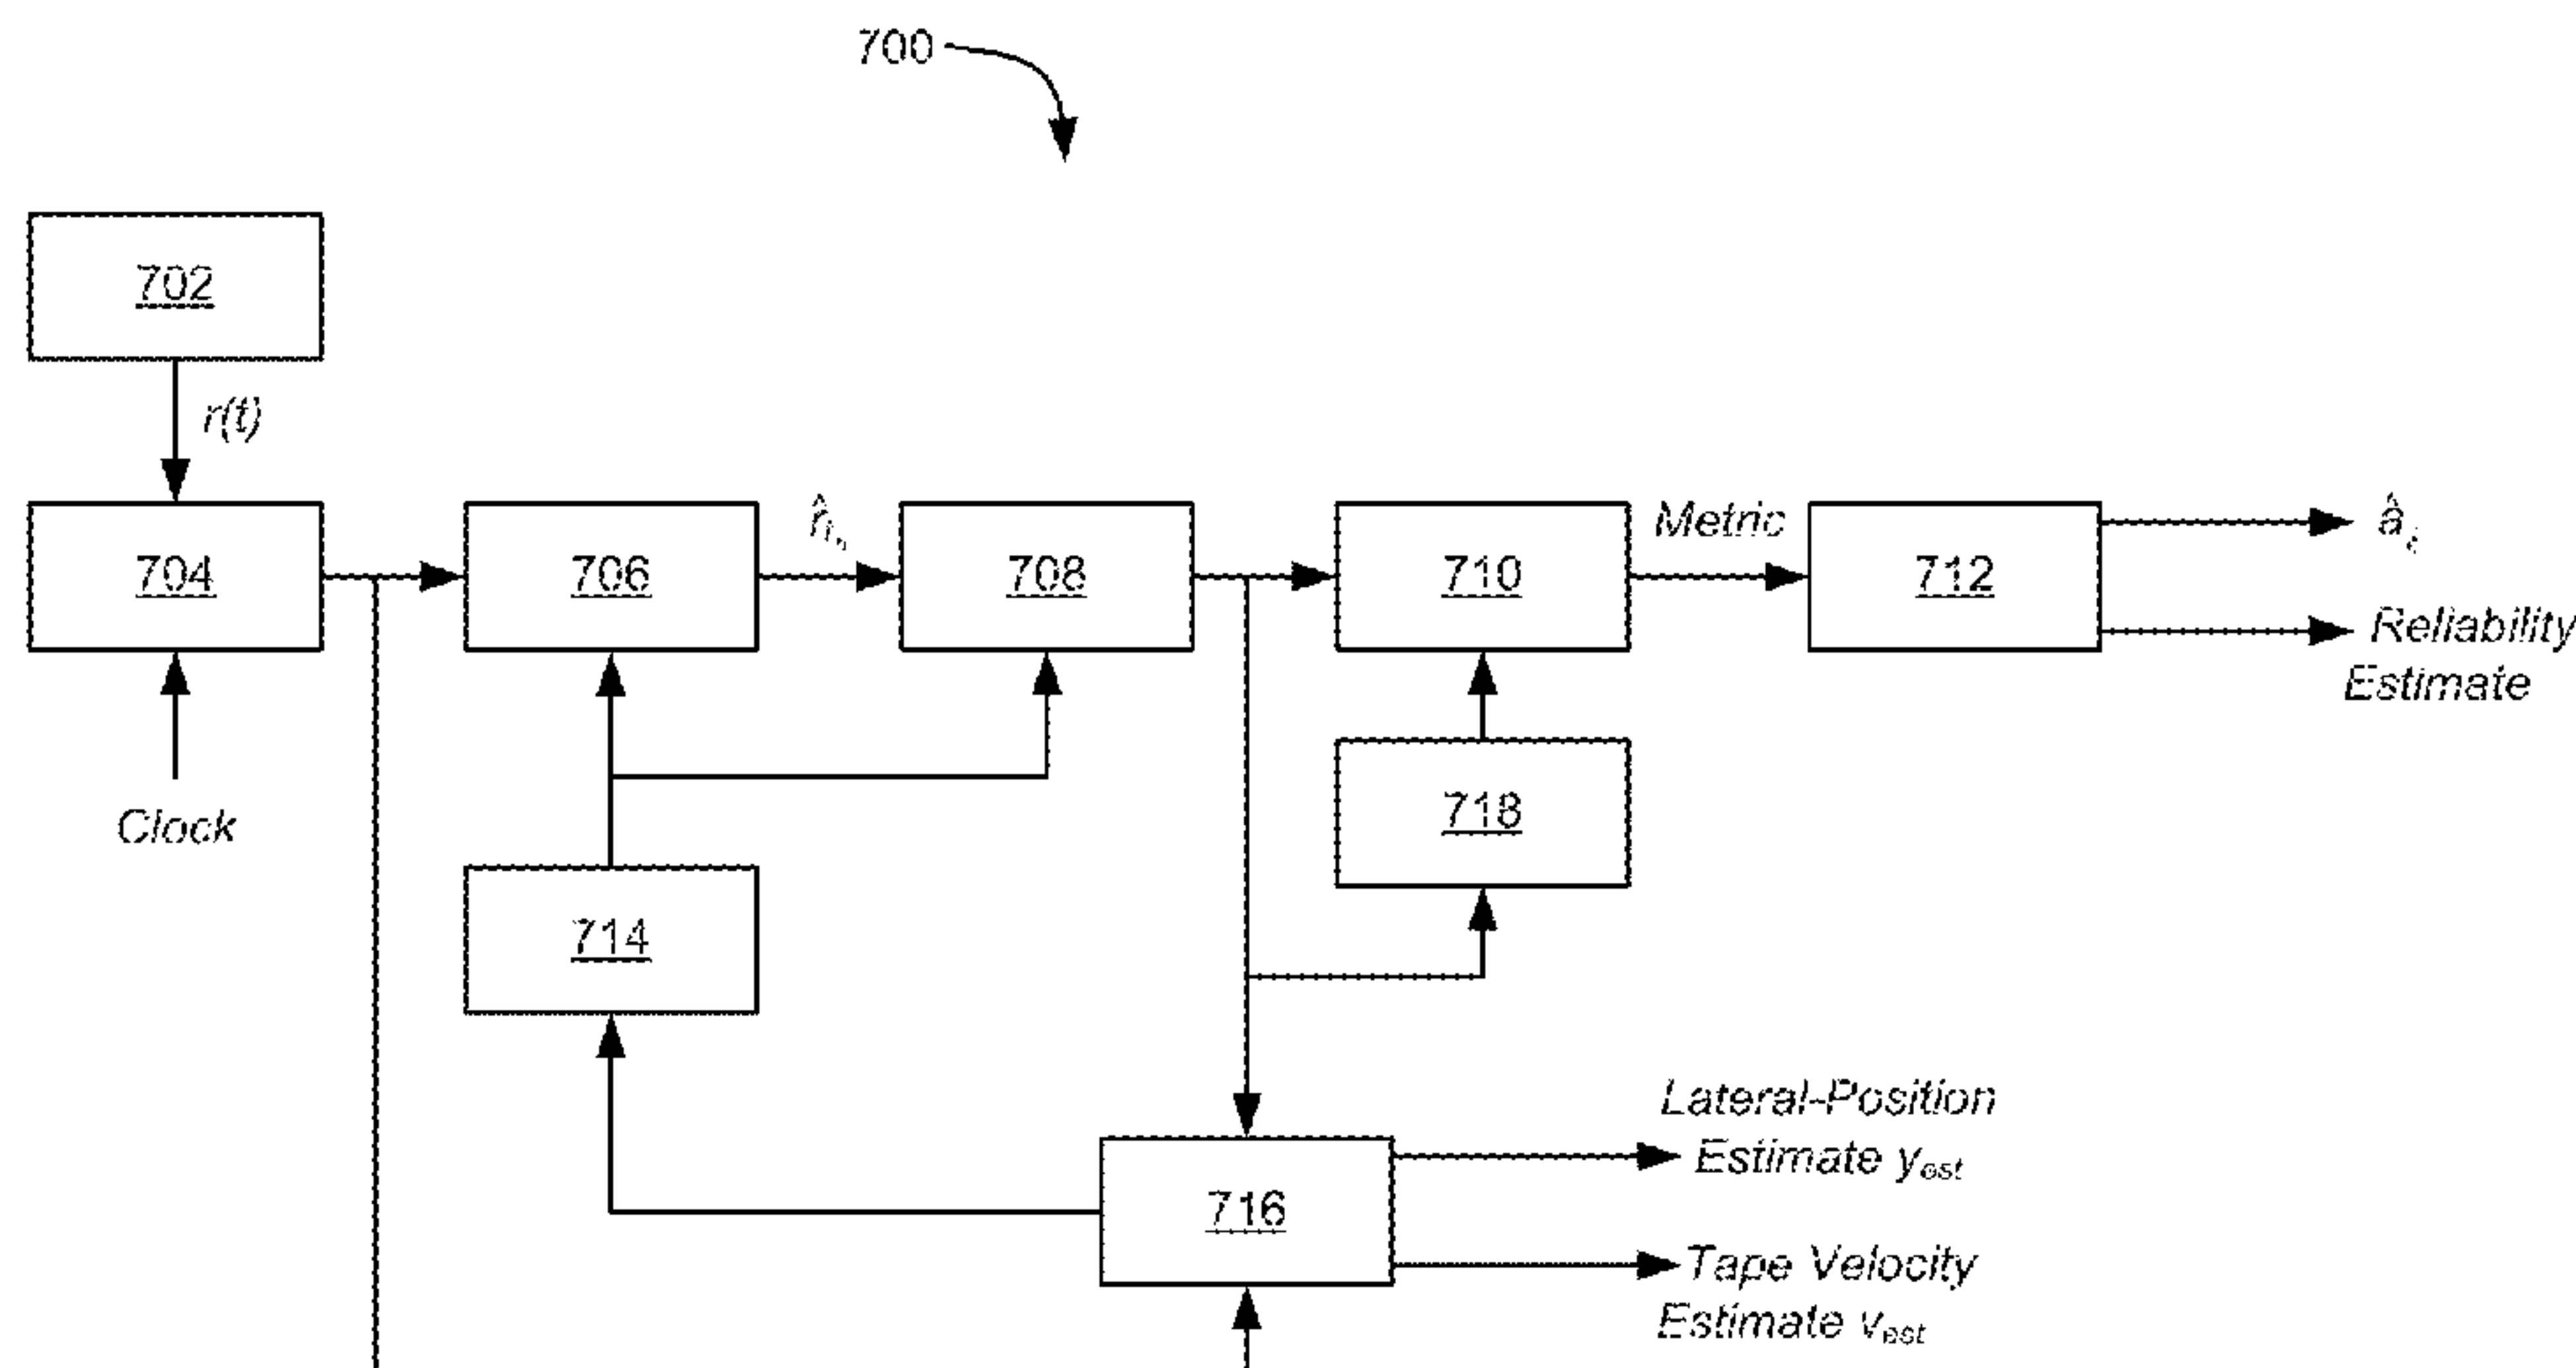 700
702
r(t)
704
706
708
Metric
710
712
Reliability
Estimate
Clock
718
714
Lateral-Position
Estimate yest
716
Tape Velocity
Estimate vest